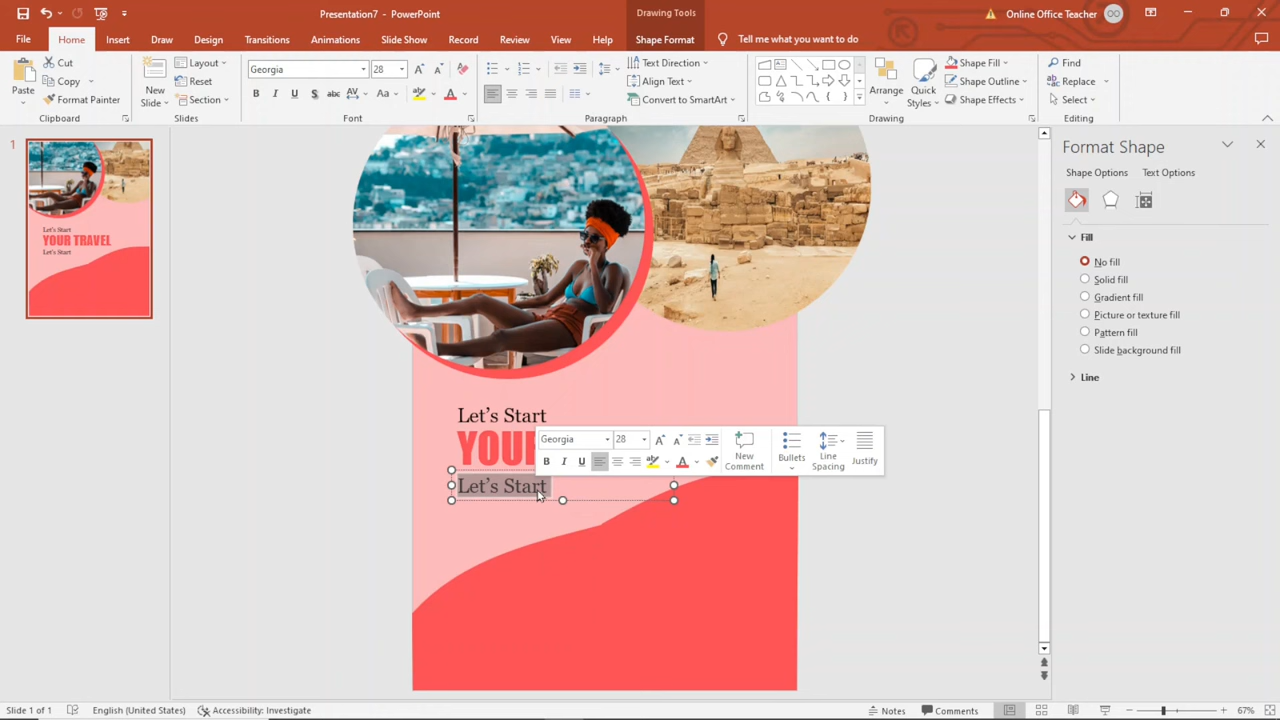 Presentation7 - PowerPoint
Drawing Tools
Online Office Teacher
OO
File
Home
Insert
Draw
Design
Transitions
Animations
Slide Show
Record
Review
View
Help
Shape Format
Tell me what you want to do
Paste
Cut
Copy
Format Painter
Clipboard
New
Slide
Layout
Reset
Section
Slides
Georgia
28
B I U S abc AV Aa
Font
Text Direction
Align Text
Convert to SmartArt
Paragraph
Arrange
Quick
Styles
Shape Fill
Shape Outline
Shape Effects
Drawing
Find
Replace
Select
Editing
1
Let's Start
YOUR TRAVEL
Let's Start
Let's Start
YOUR
Let's Start
Georgia
28
B I U
New
Comment
Bullets
Line
Spacing
Justify
Format Shape
Shape Options
Text Options
Fill
No fill
Solid fill
Gradient fill
Picture or texture fill
Pattern fill
Slide background fill
Line
Slide 1 of 1
English (United States)
Accessibility: Investigate
Notes
Comments
67%